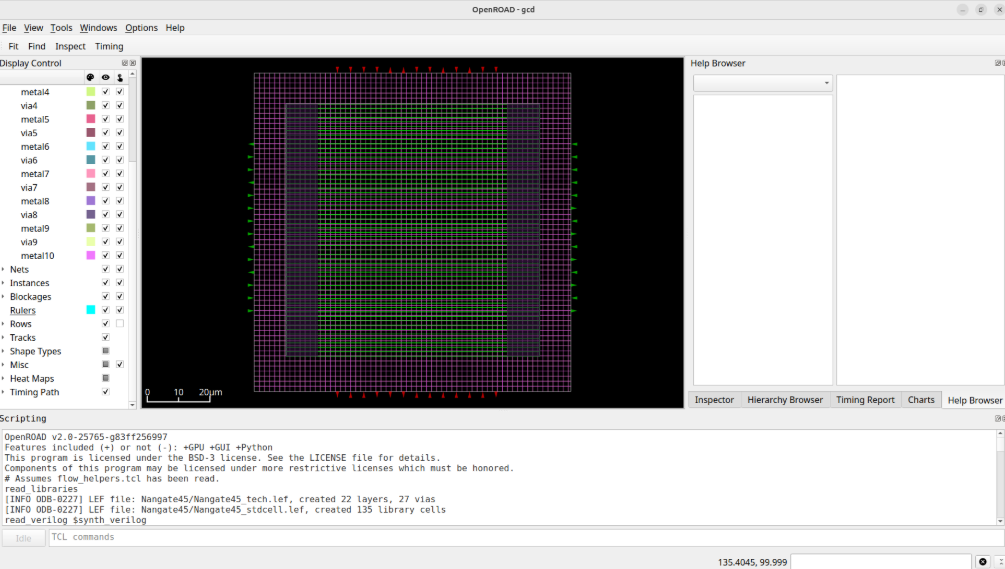 OpenROAD - gcd
File View Tools Windows Options Help
Fit Find Inspect Timing
Display Control
Help Browser
metal4
via4
metal5
via5
metal6
via6
metal7
via7
metal8
via8
metal9
via9
metal10
Nets
Instances
Blockages
Rulers
Rows
Tracks
Shape Types
Misc
Heat Maps
Timing Path
0 10 20μm
Inspector Hierarchy Browser Timing Report Charts Help Browser
Scripting
OpenROAD v2.0-25765-g83ff256997
Features included (+) or not (-): +GPU +GUI +Python
This program is licensed under the BSD-3 license. See the LICENSE file for details.
Components of this program may be licensed under more restrictive licenses which must be honored.
# Assumes flow_helpers.tcl has been read.
read_libraries
[INFO ODB-0227] LEF file: Nangate45/Nangate45_tech.lef, created 22 layers, 27 vias
[INFO ODB-0227] LEF file: Nangate45/Nangate45_stdcell.lef, created 135 library cells
read_verilog $synth_verilog
Idle TCL commands
135.4045, 99.999